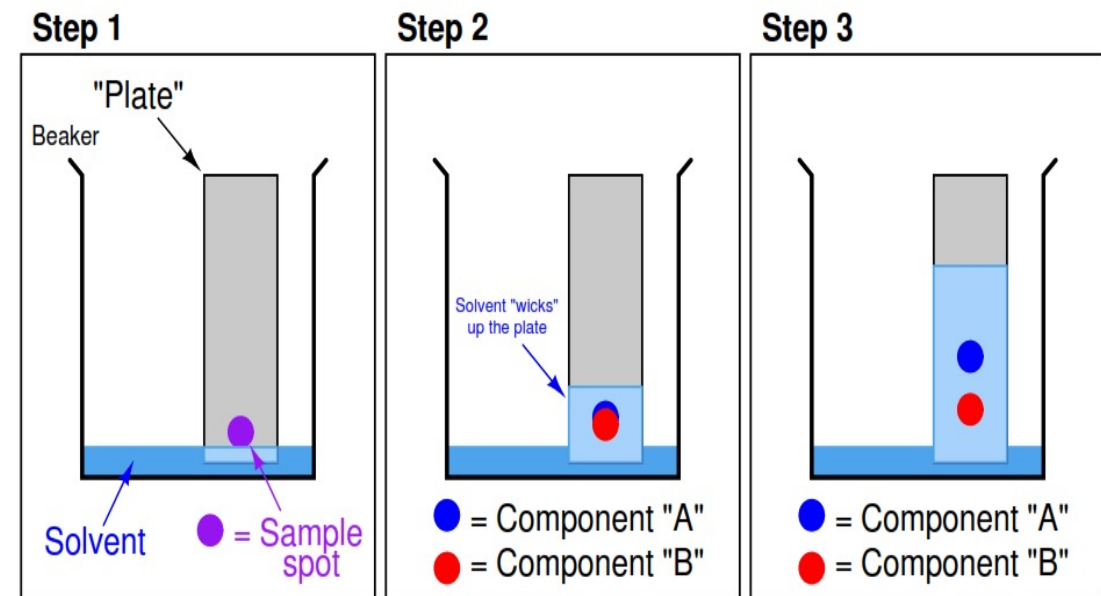 Step 1
"Plate"
Beaker
Solvent
= Sample
spot
Step 2
Solvent "wicks"
up the plate
= Component "A"
= Component "B"
Step 3
= Component "A"
= Component "B"